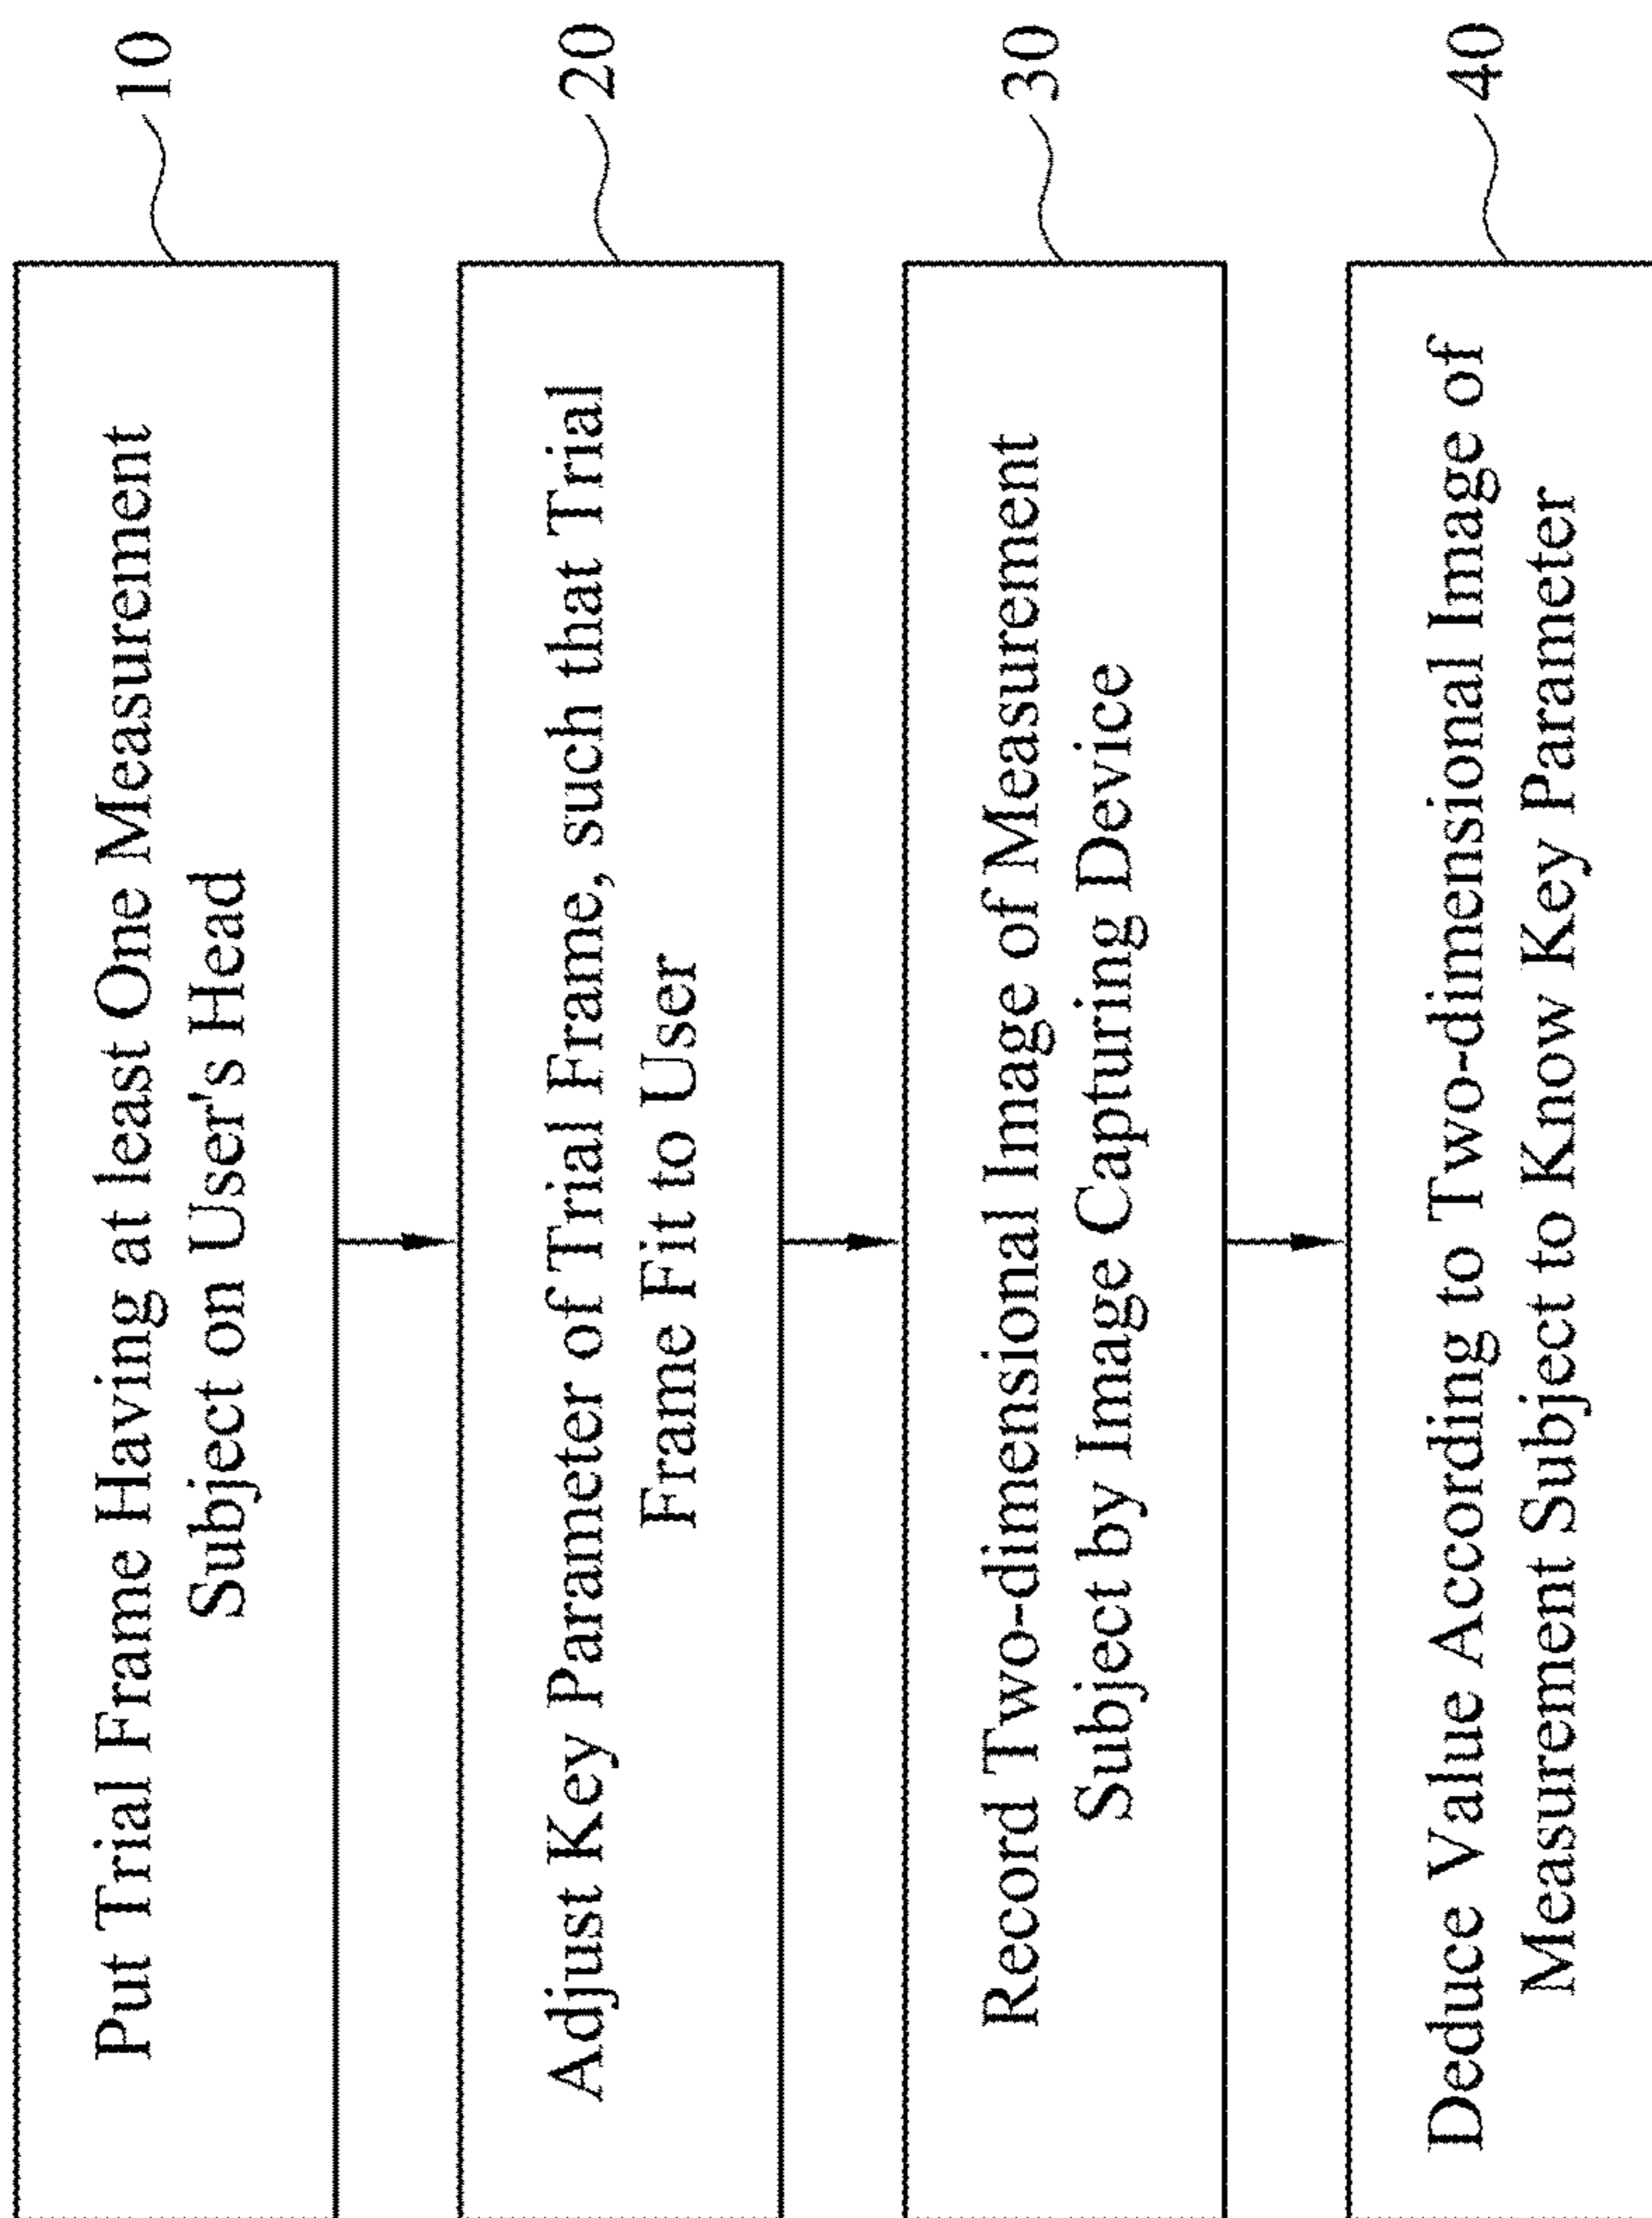 Put Trial Frame Having at least One Measurement
Subject on User's Head
10
Adjust Key Parameter of Trial Frame, such that Trial
Frame Fit to User
20
Record Two-dimensional Image of Measurement
Subject by Image Capturing Device
30
Deduce Value According to Two-dimensional Image of
Measurement Subject to Know Key Parameter
40